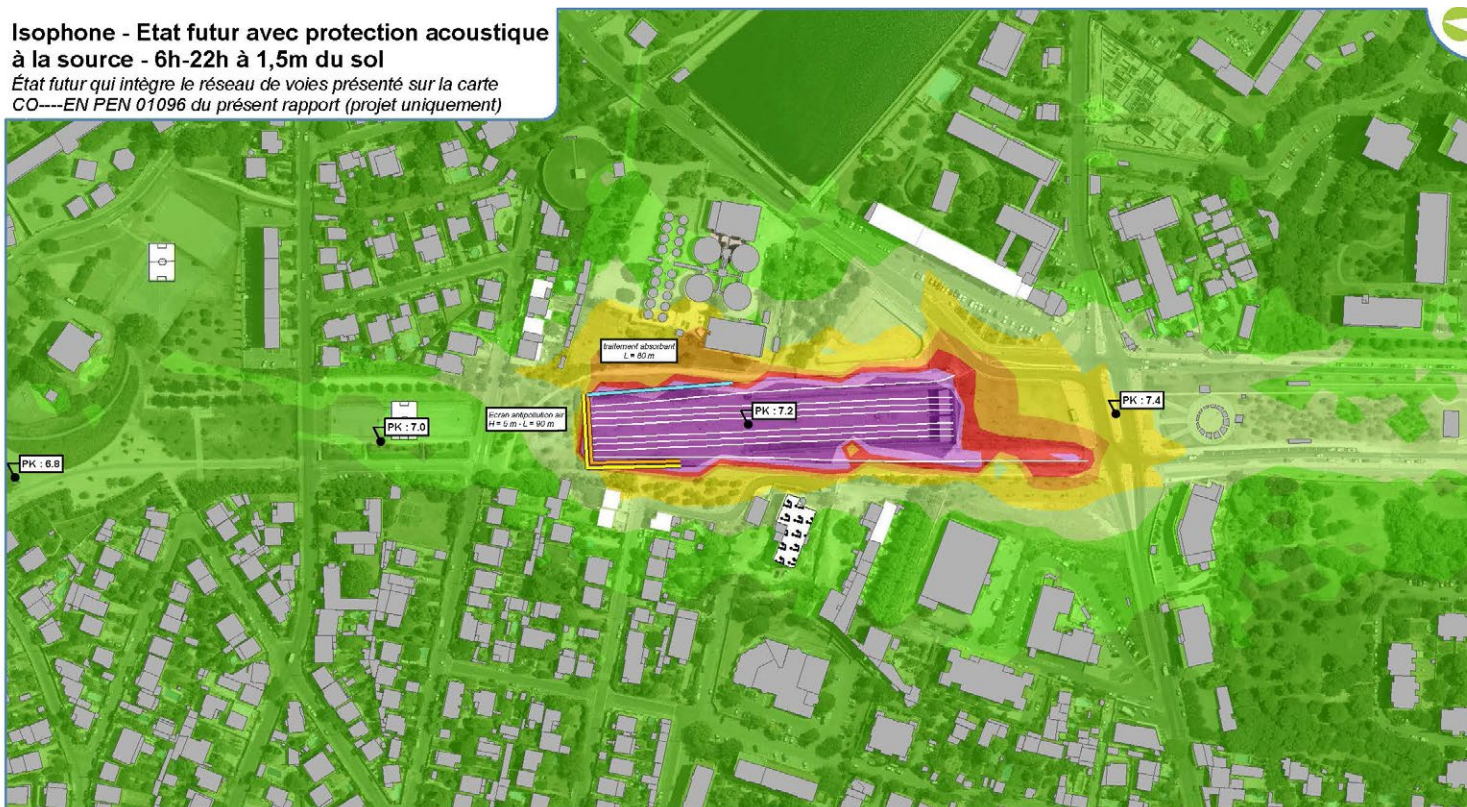 Isophone - Etat futur avec protection acoustique
à la source - 6h-22h à 1,5m du sol
État futur qui intègre le réseau de voies présenté sur la carte
CO----EN PEN 01096 du présent rapport (projet uniquement)
traitement absorbant
L = 80 m
Ecran antipollution air
H = 5 m - L = 90 m
PK : 6.8
PK : 7.0
PK : 7.2
PK : 7.4